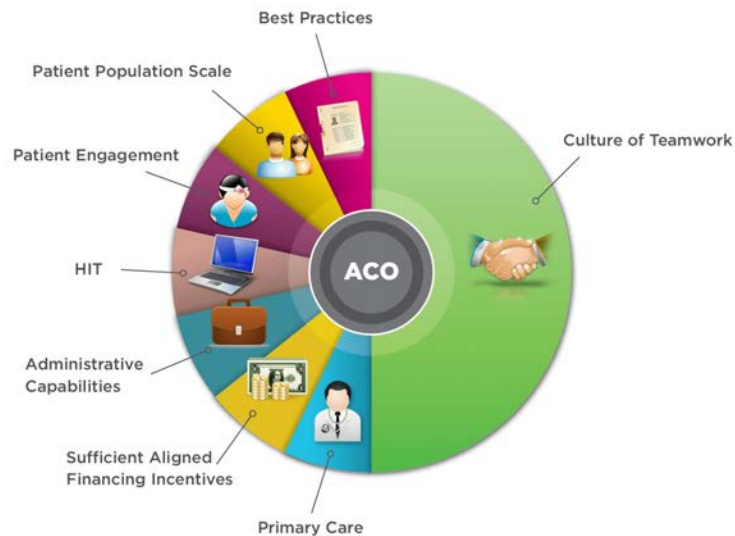 Best Practices
Patient Population Scale
Culture of Teamwork
Patient Engagement
ACO
HIT
Administrative
Capabilities
Sufficient Aligned
Financing Incentives
Primary Care